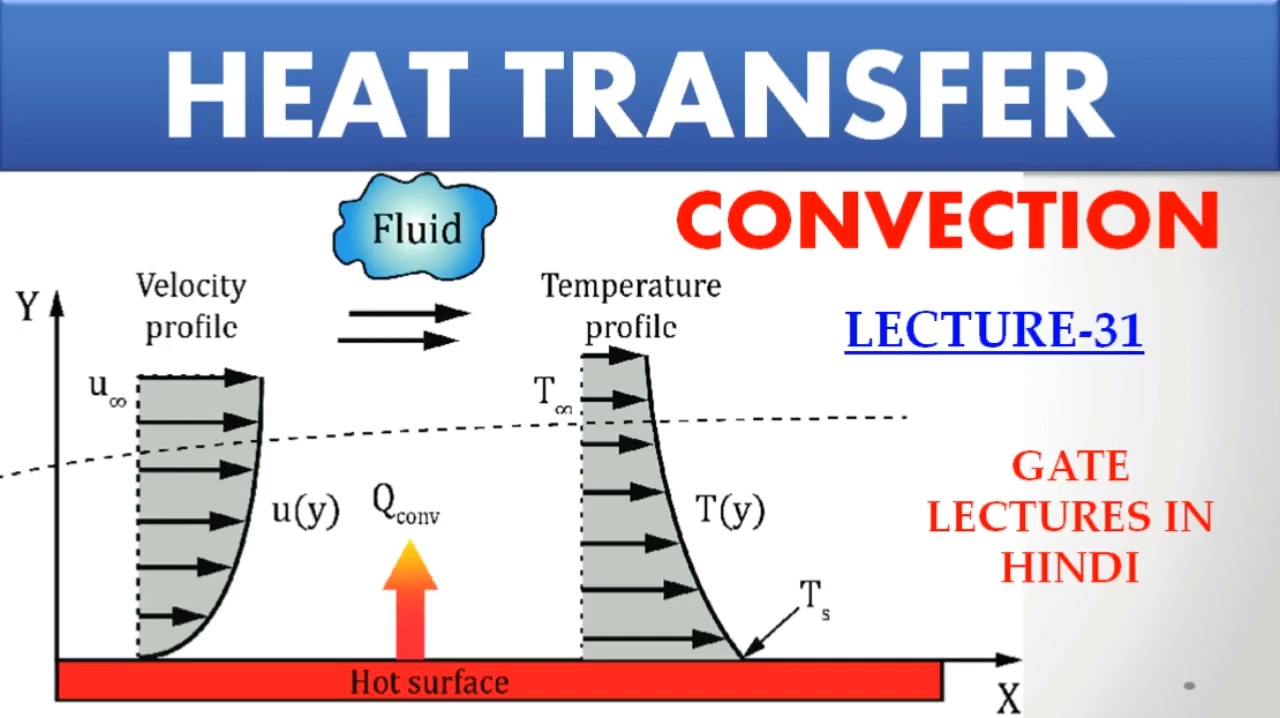 HEAT TRANSFER
CONVECTION
Fluid
Velocity
profile
Temperature
profile
Y
LECTURE-31
u∞
T∞
GATE
LECTURES IN
HINDI
u(y)
Qconv
T(y)
Ts
Hot surface
X